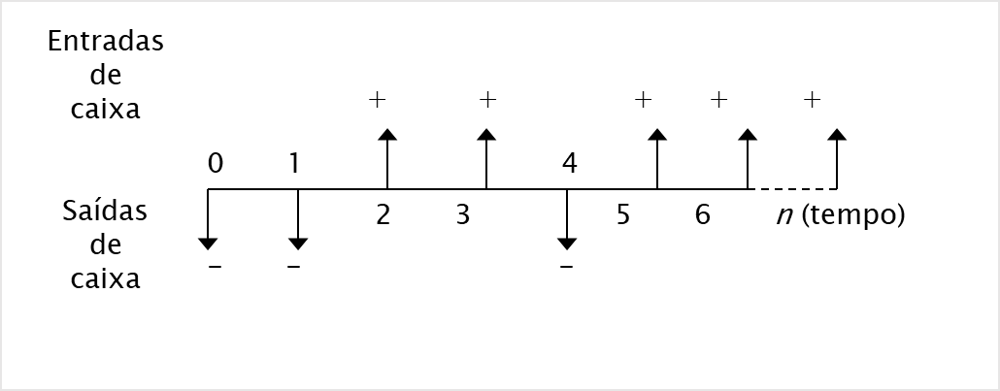 Entradas
de
caixa
+ + + + +
0 1 4
2 3 5 6 n (tempo)
Saídas
de
caixa
– – –